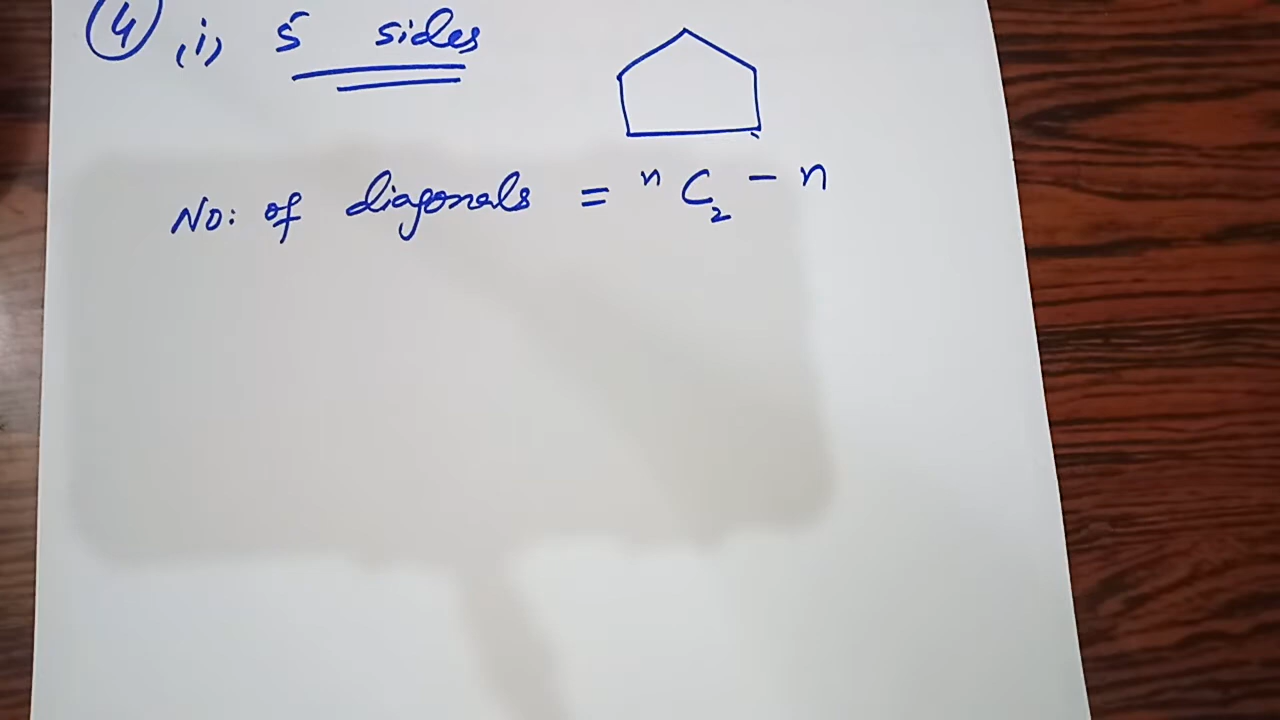 4 (i) 5 sides
No: of diagonals = ⁿC₂ - n